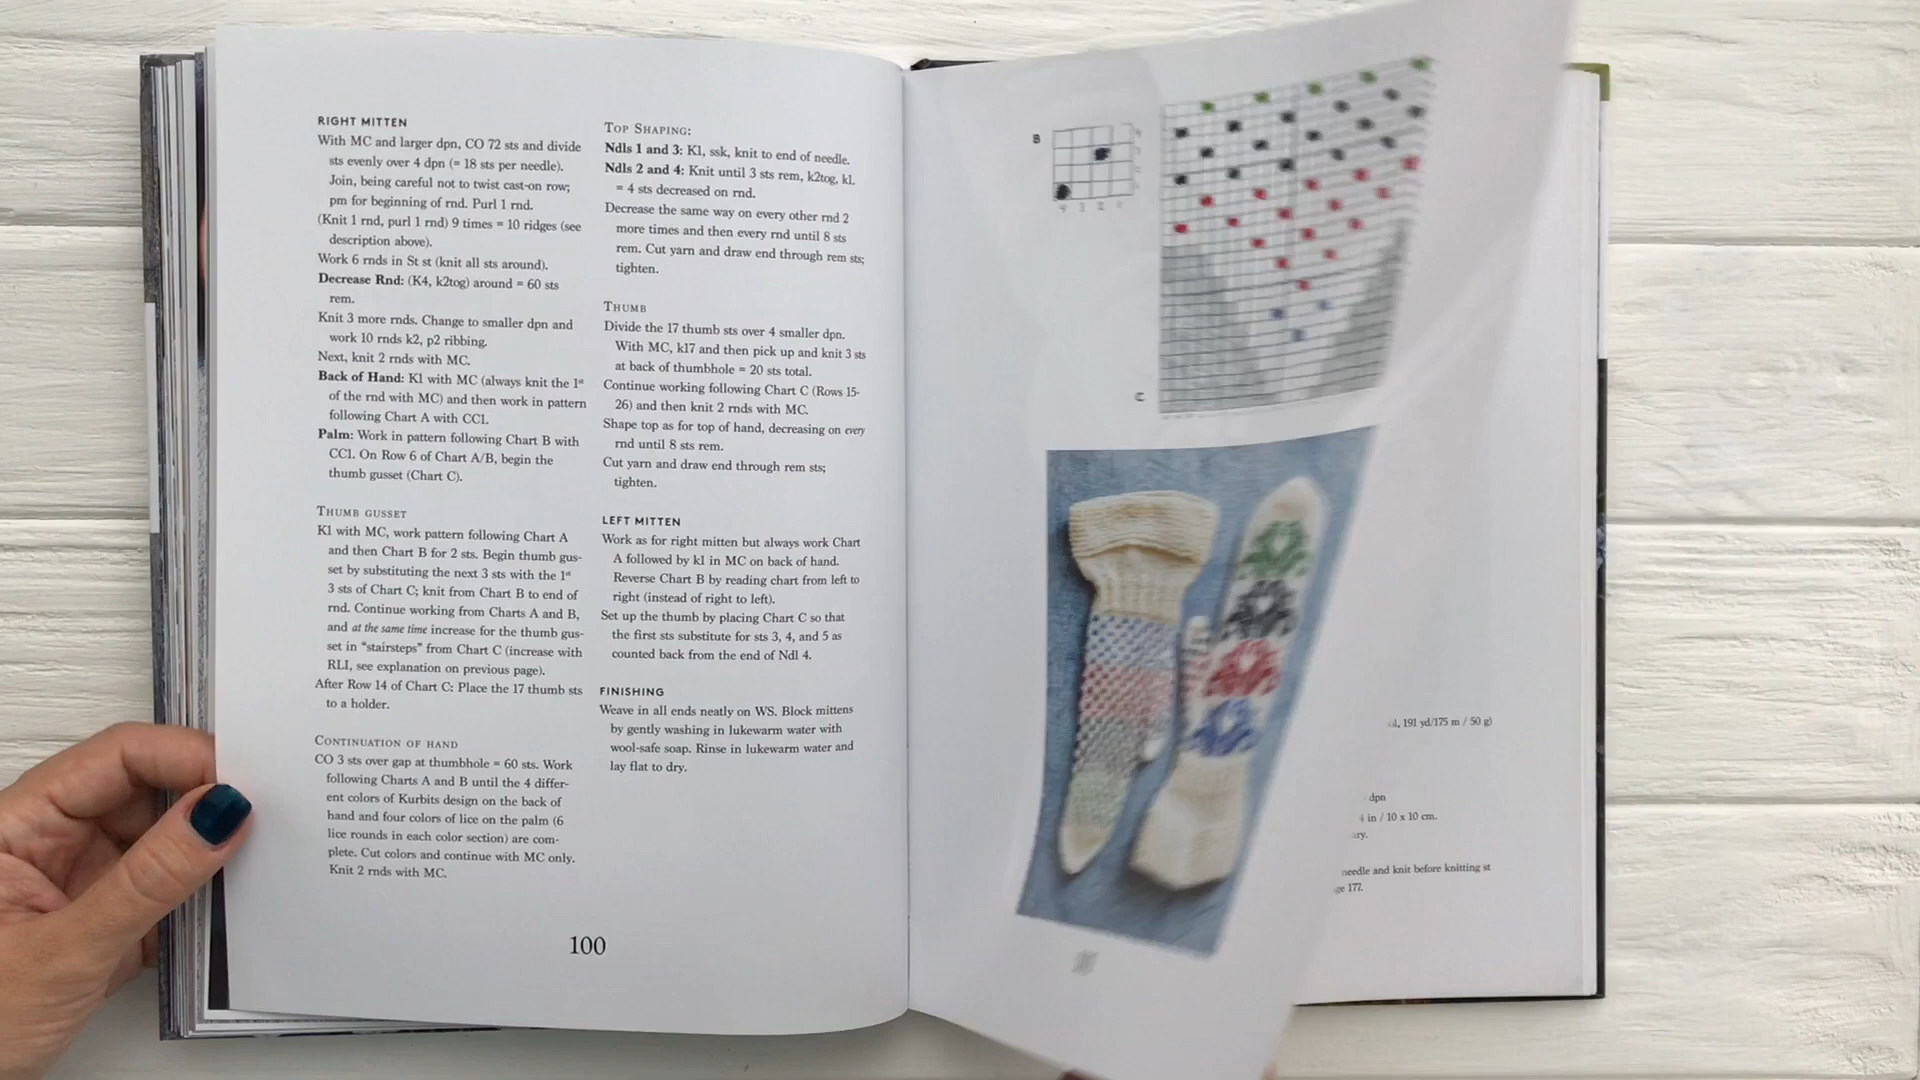 RIGHT MITTEN
With MC and larger dpn, CO 72 sts and divide
sts evenly over 4 dpn (= 18 sts per needle).
Join, being careful not to twist cast-on row;
pm for beginning of rnd. Purl 1 rnd.
(Knit 1 rnd, purl 1 rnd) 9 times = 10 ridges (see
description above).
Work 6 rnds in St st (knit all sts around).
Decrease Rnd: (K4, k2tog) around = 60 sts
rem.
Knit 3 more rnds. Change to smaller dpn and
work 10 rnds k2, p2 ribbing.
Next, knit 2 rnds with MC.
Back of Hand: K1 with MC (always knit the 1st
of the rnd with MC) and then work in pattern
following Chart A with CC1.
Palm: Work in pattern following Chart B with
CC1. On Row 6 of Chart A/B, begin the
thumb gusset (Chart C).
THUMB GUSSET
K1 with MC, work pattern following Chart A
and then Chart B for 2 sts. Begin thumb gus-
set by substituting the next 3 sts with the 1st
3 sts of Chart C; knit from Chart B to end of
rnd. Continue working from Charts A and B,
and at the same time increase for the thumb gus-
set in "stairsteps" from Chart C (increase with
RLI, see explanation on previous page).
After Row 14 of Chart C: Place the 17 thumb sts
to a holder.
CONTINUATION OF HAND
CO 3 sts over gap at thumbhole = 60 sts. Work
following Charts A and B until the 4 differ-
ent colors of Kurbits design on the back of
hand and four colors of lice on the palm (6
lice rounds in each color section) are com-
plete. Cut colors and continue with MC only.
Knit 2 rnds with MC.
TOP SHAPING:
Ndls 1 and 3: K1, ssk, knit to end of needle.
Ndls 2 and 4: Knit until 3 sts rem, k2tog, k1.
= 4 sts decreased on rnd.
Decrease the same way on every other rnd 2
more times and then every rnd until 8 sts
rem. Cut yarn and draw end through rem sts;
tighten.
THUMB
Divide the 17 thumb sts over 4 smaller dpn.
With MC, k17 and then pick up and knit 3 sts
at back of thumbhole = 20 sts total.
Continue working following Chart C (Rows 15-
26) and then knit 2 rnds with MC.
Shape top as for top of hand, decreasing on every
rnd until 8 sts rem.
Cut yarn and draw end through rem sts;
tighten.
LEFT MITTEN
Work as for right mitten but always work Chart
A followed by k1 in MC on back of hand.
Reverse Chart B by reading chart from left to
right (instead of right to left).
Set up the thumb by placing Chart C so that
the first sts substitute for sts 3, 4, and 5 as
counted back from the end of Ndl 4.
FINISHING
Weave in all ends neatly on WS. Block mittens
by gently washing in lukewarm water with
wool-safe soap. Rinse in lukewarm water and
lay flat to dry.
100
B
C
191 yd/175 m / 50 g)
dpn
4 in / 10 x 10 cm.
needle and knit before knitting st
177.